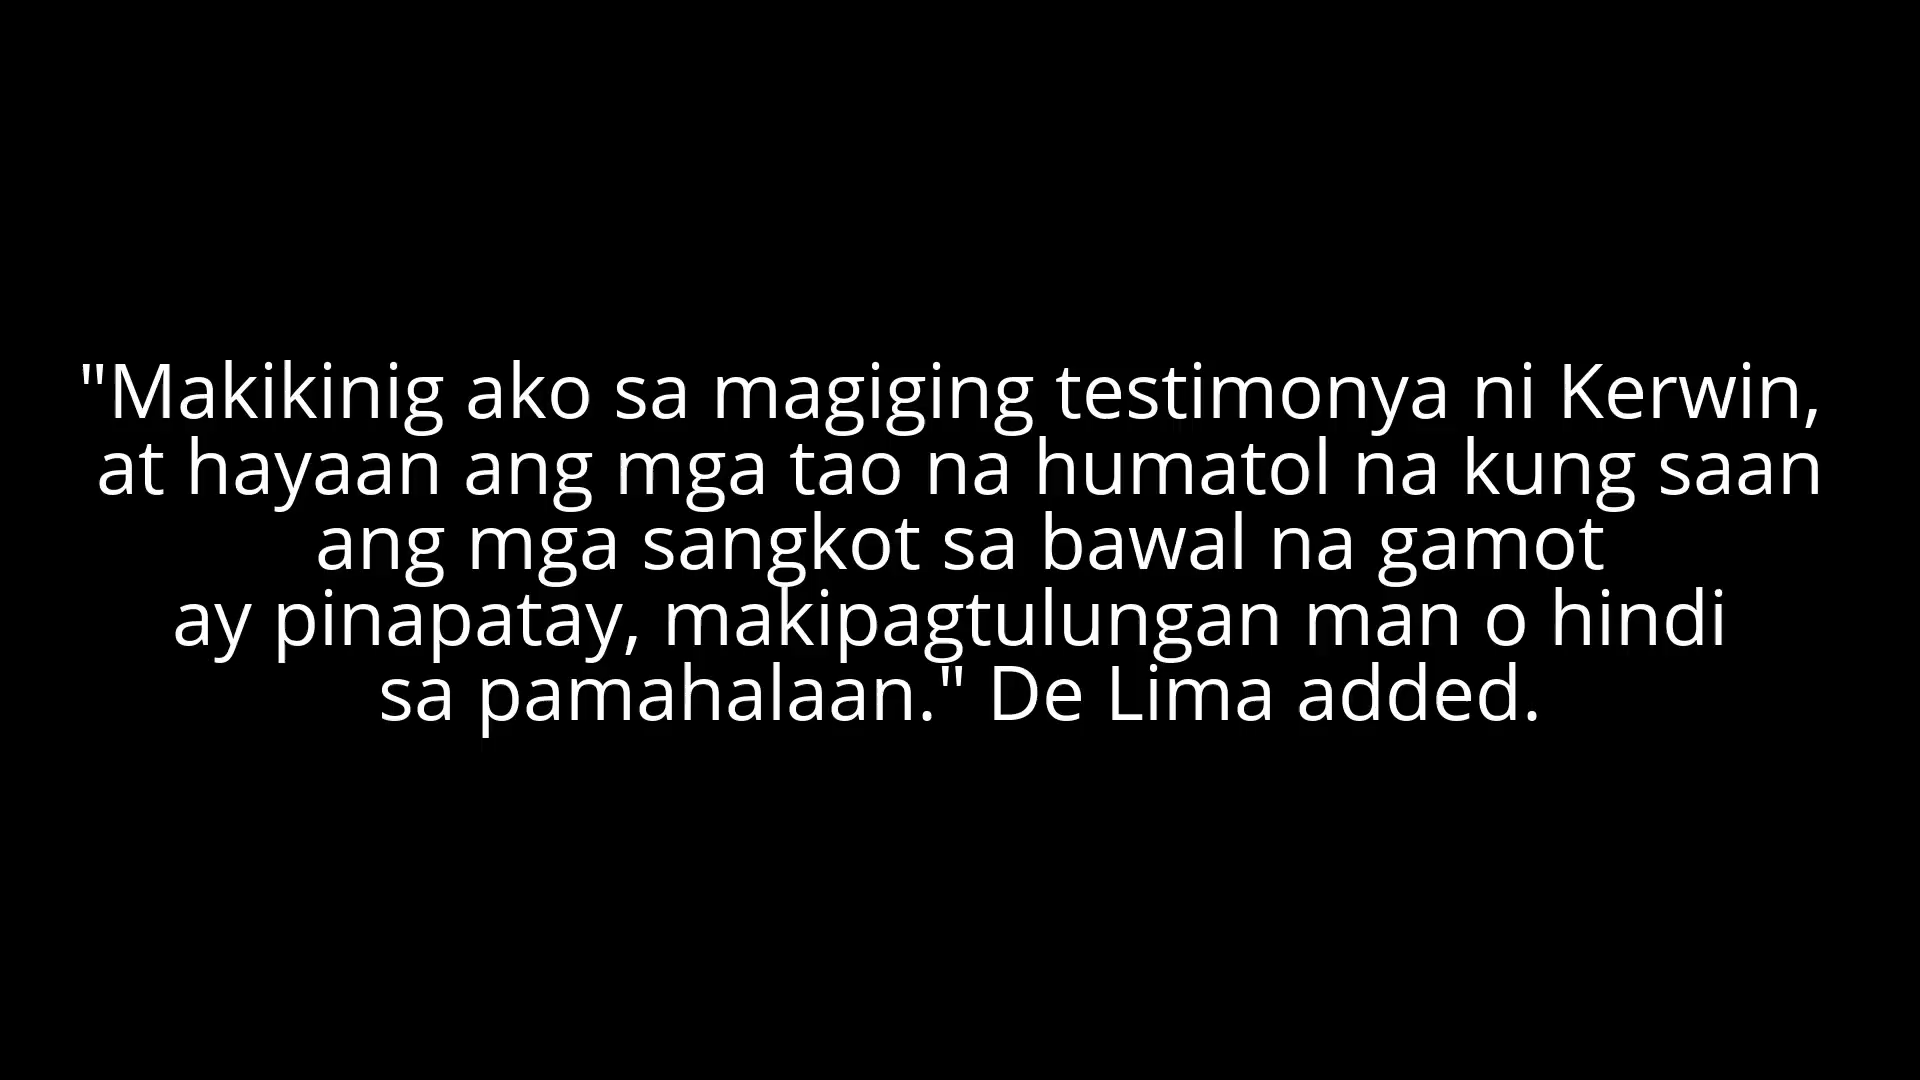 "Makikinig ako sa magiging testimonya ni Kerwin,
at hayaan ang mga tao na humatol na kung saan
ang mga sangkot sa bawal na gamot
ay pinapatay, makipagtulungan man o hindi
sa pamahalaan." De Lima added.